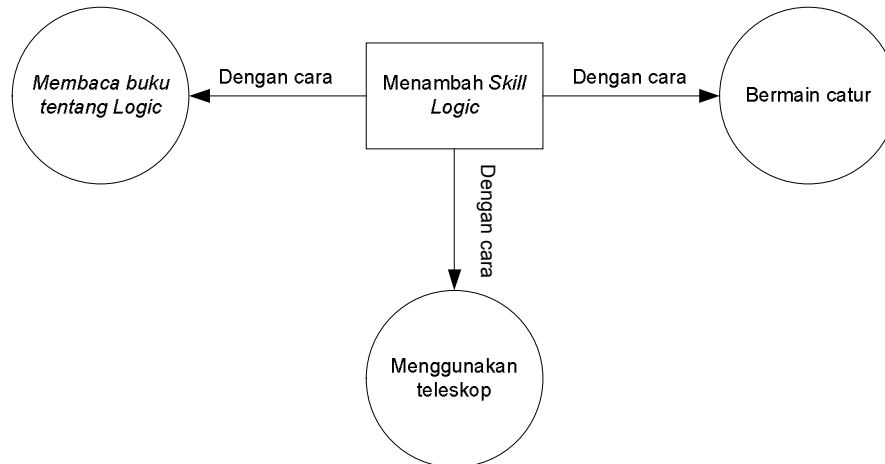 Membaca buku
tentang Logic
Dengan cara
Menambah Skill
Logic
Dengan cara
Bermain catur
Dengan cara
Menggunakan
teleskop